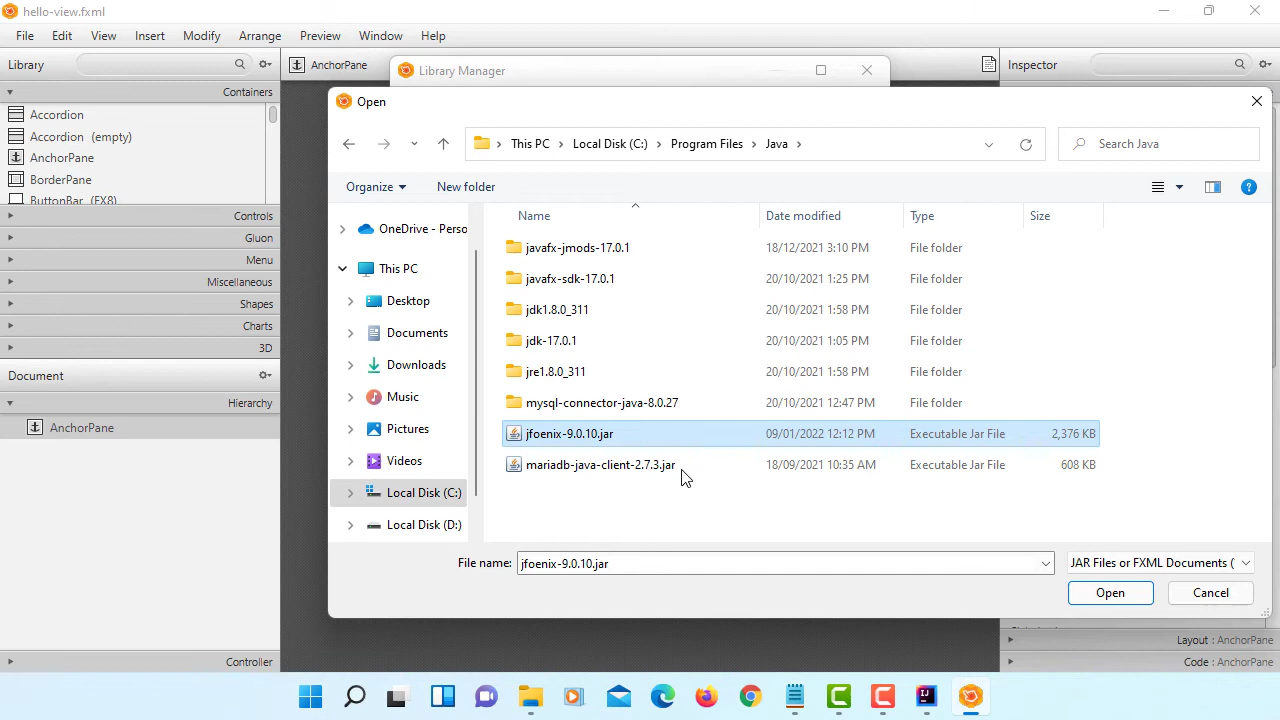 hello-view.fxml
File Edit View Insert Modify Arrange Preview Window Help
Library
AnchorPane
Library Manager
Inspector
Containers
Accordion
Accordion (empty)
AnchorPane
BorderPane
ButtonBar (FX8)
Controls
Gluon
Menu
Miscellaneous
Shapes
Charts
3D
Document
Hierarchy
AnchorPane
Controller
Open
This PC Local Disk (C:) Program Files Java
Search Java
Organize New folder
OneDrive - Perso
This PC
Desktop
Documents
Downloads
Music
Pictures
Videos
Local Disk (C:)
Local Disk (D:)
Name Date modified Type Size
javafx-jmods-17.0.1 18/12/2021 3:10 PM File folder
javafx-sdk-17.0.1 20/10/2021 1:25 PM File folder
jdk1.8.0_311 20/10/2021 1:58 PM File folder
jdk-17.0.1 20/10/2021 1:05 PM File folder
jre1.8.0_311 20/10/2021 1:58 PM File folder
mysql-connector-java-8.0.27 20/10/2021 12:47 PM File folder
jfoenix-9.0.10.jar 09/01/2022 12:12 PM Executable Jar File 2,376 KB
mariadb-java-client-2.7.3.jar 18/09/2021 10:35 AM Executable Jar File 608 KB
File name: jfoenix-9.0.10.jar JAR Files or FXML Documents (
Open Cancel
Layout : AnchorPane
Code : AnchorPane